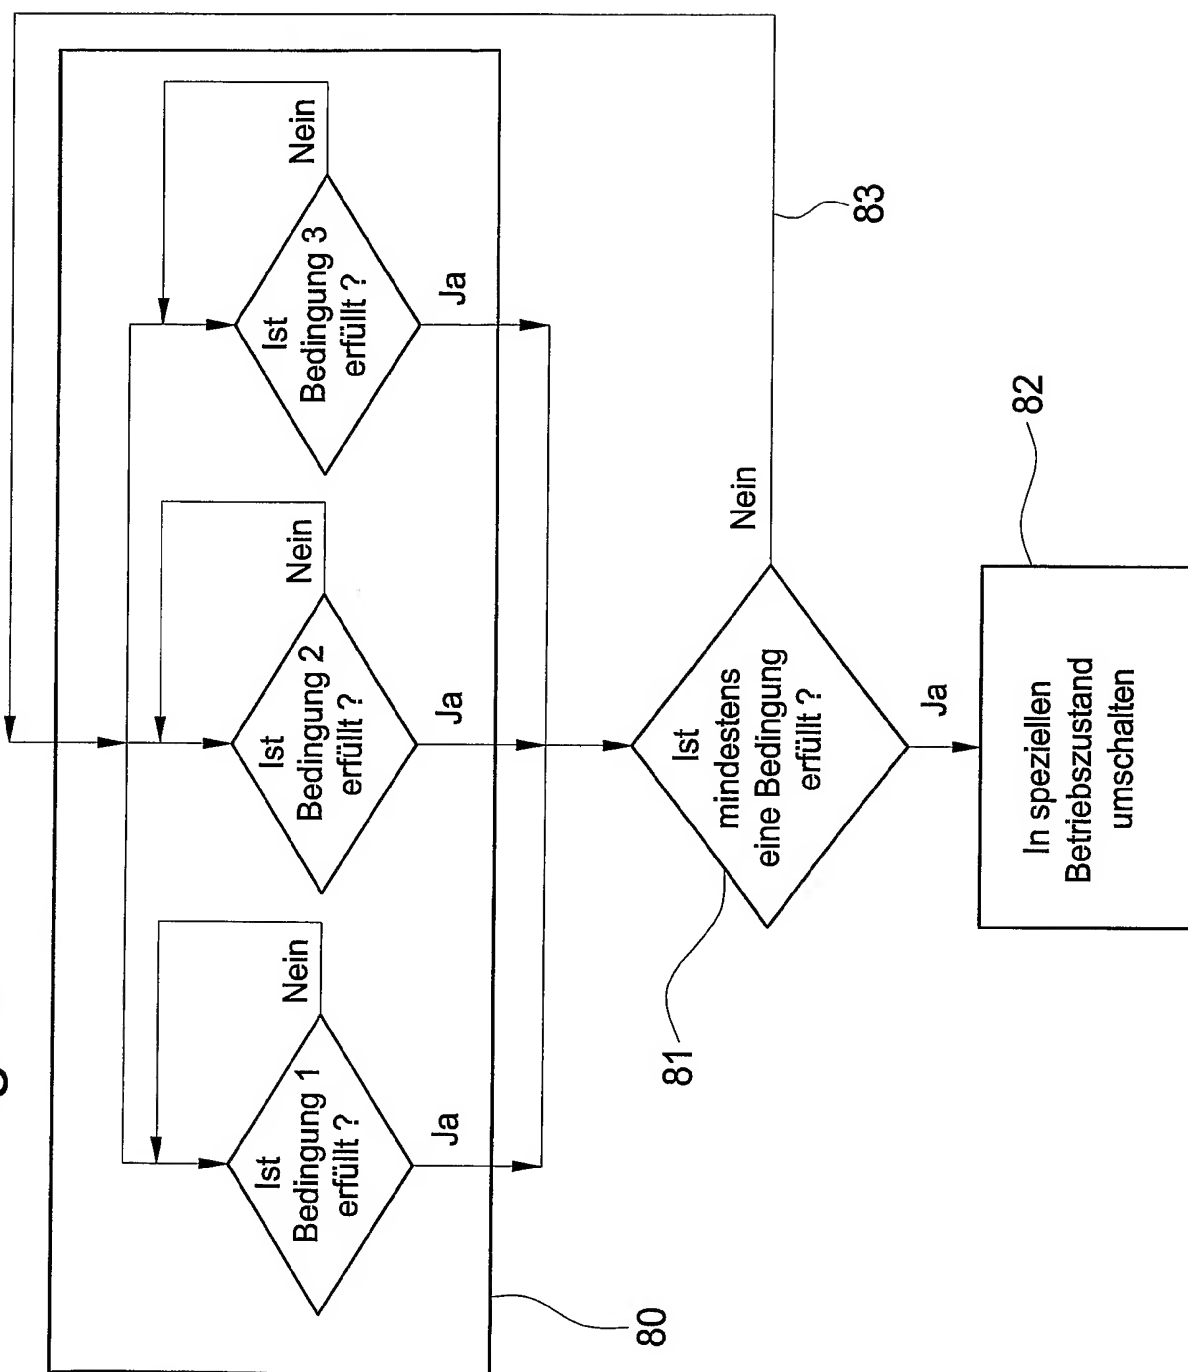 Ist
Bedingung 1
erfüllt ?
Nein
Ja
Ist
Bedingung 2
erfüllt ?
Nein
Ja
Ist
Bedingung 3
erfüllt ?
Nein
Ja
80
81
Ist
mindestens
eine Bedingung
erfüllt ?
Nein
83
Ja
82
In speziellen
Betriebszustand
umschalten